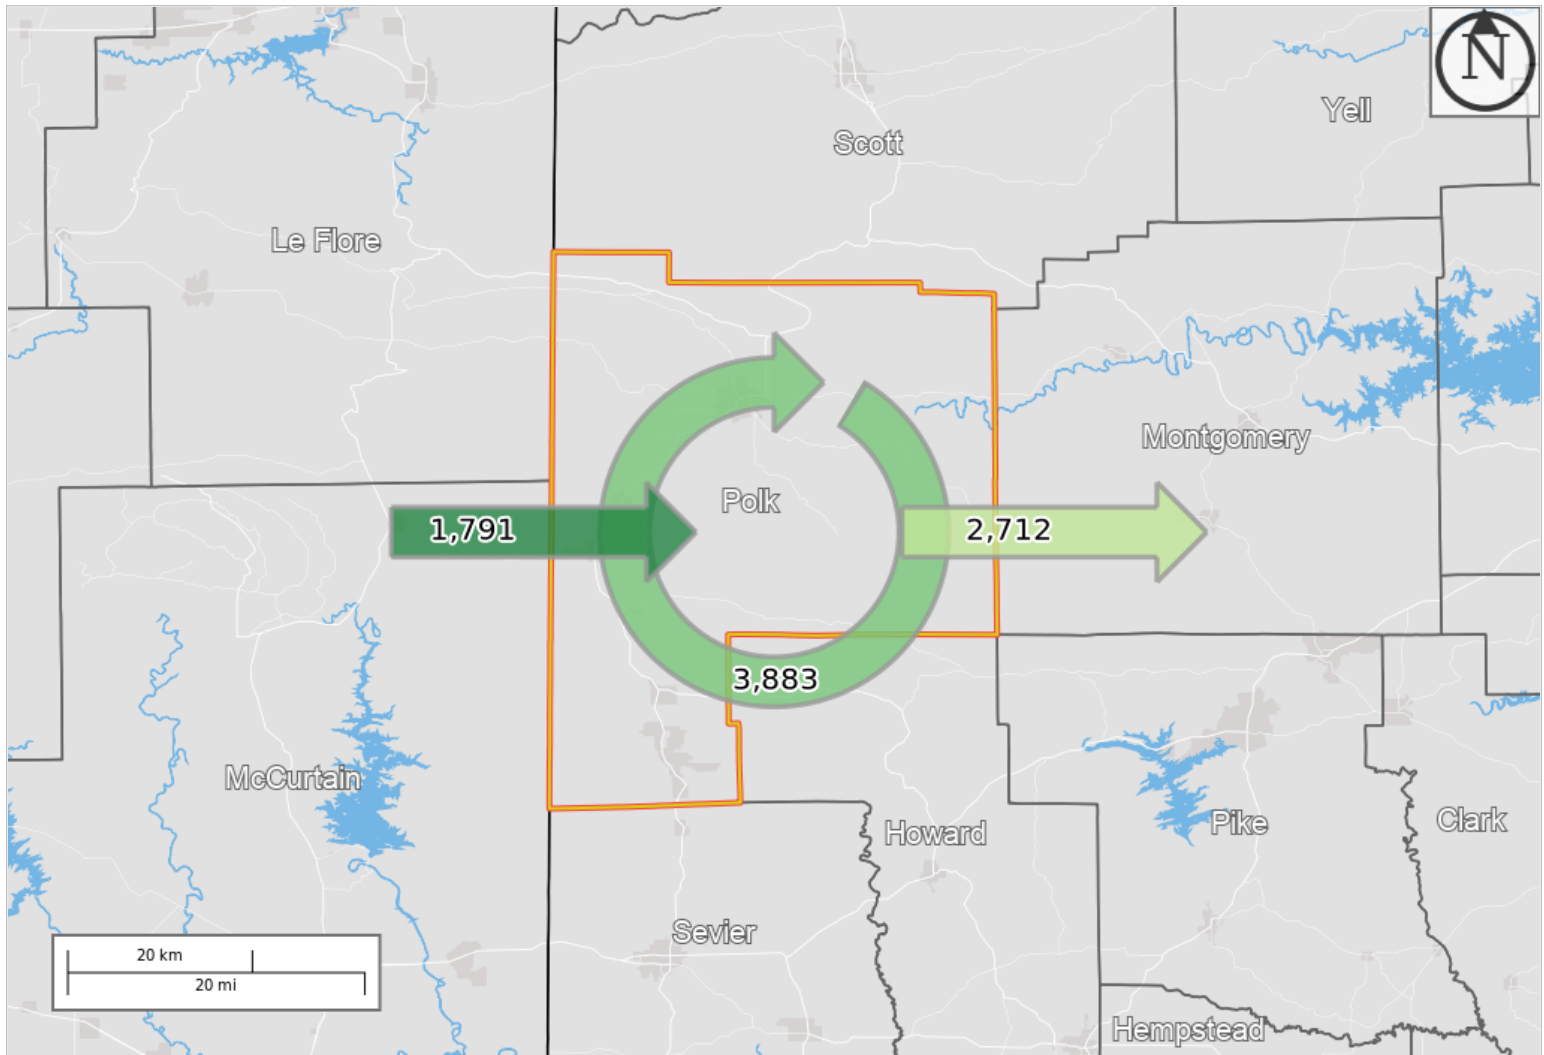 N
Yell
Scott
Le Flore
Montgomery
Polk
1,791
2,712
3,883
McCurtain
Howard
Pike
Clark
Sevier
20 km
20 mi
Hempstead